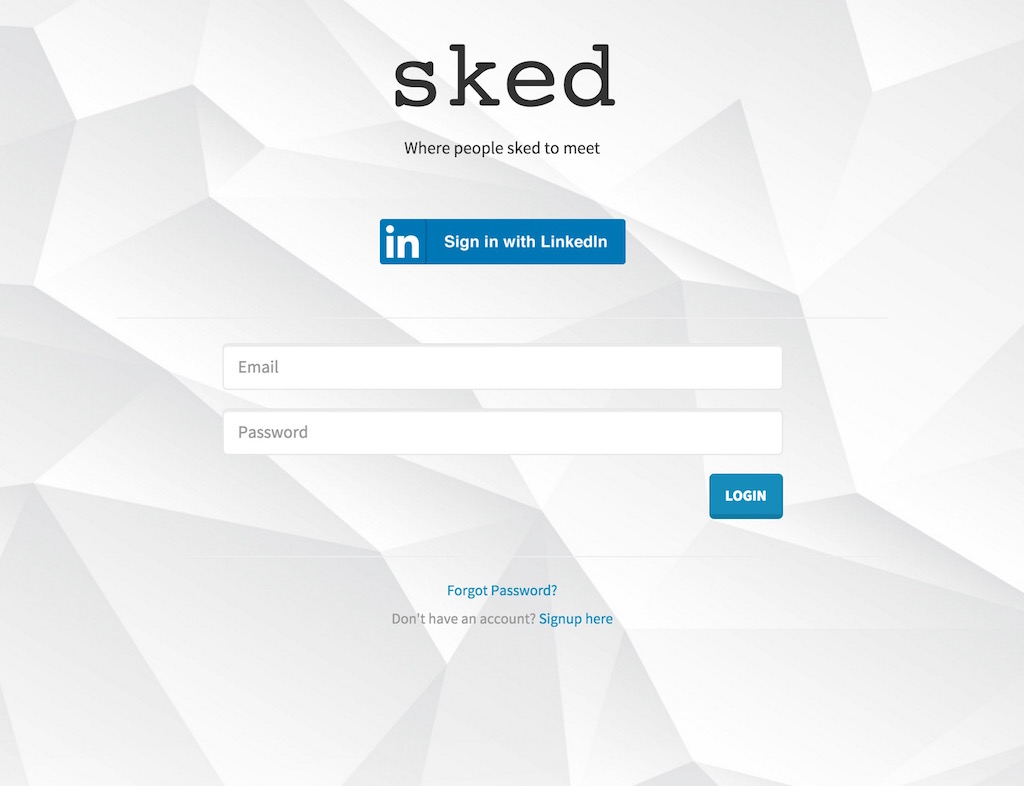 sked
Where people sked to meet
in Sign in with LinkedIn
Email
Password
LOGIN
Forgot Password?
Don't have an account? Signup here